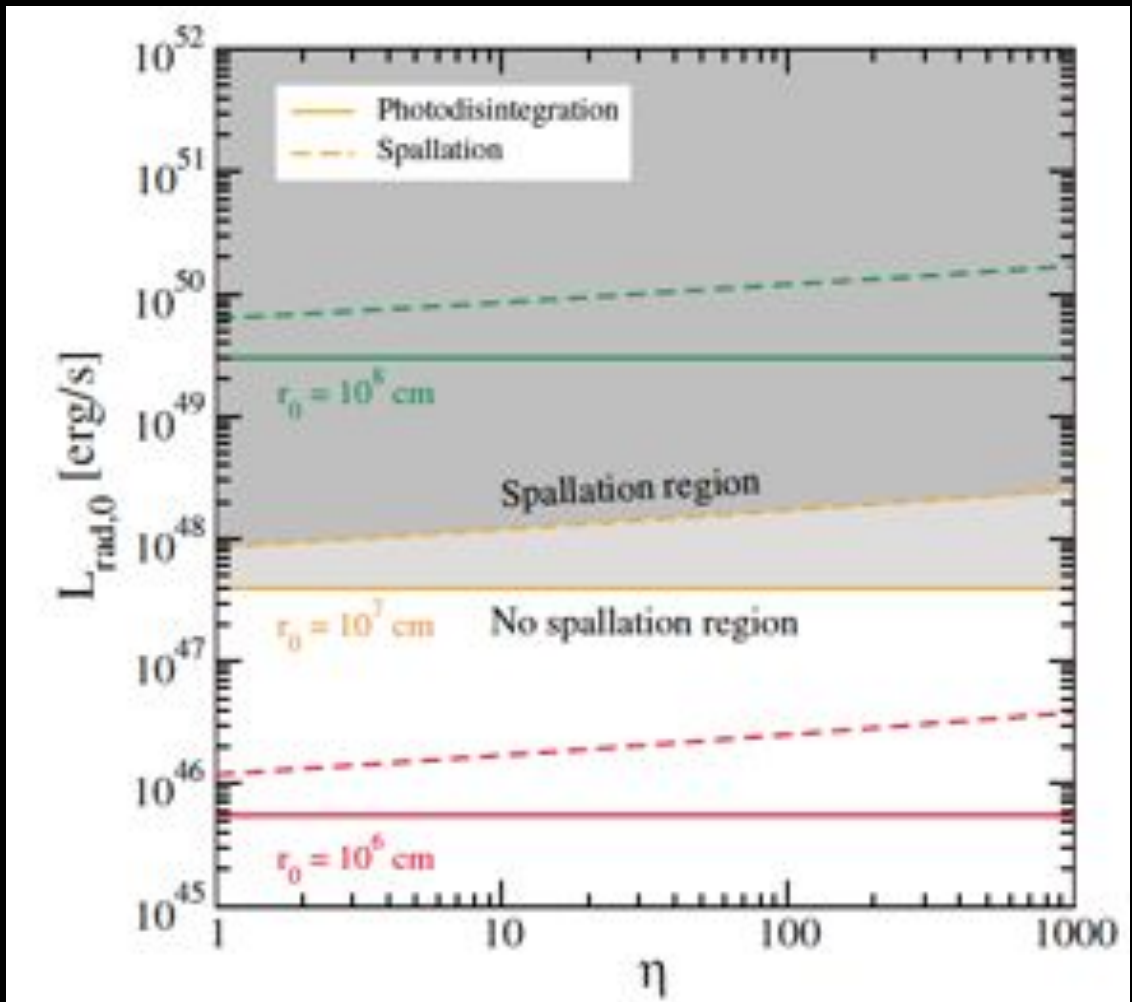 10^52
10^51
10^50
10^49
10^48
10^47
10^46
10^45
L_rad,0 [erg/s]
Photodisintegration
Spallation
r_0 = 10^8 cm
Spallation region
r_0 = 10^7 cm
No spallation region
r_0 = 10^6 cm
1 10 100 1000
η